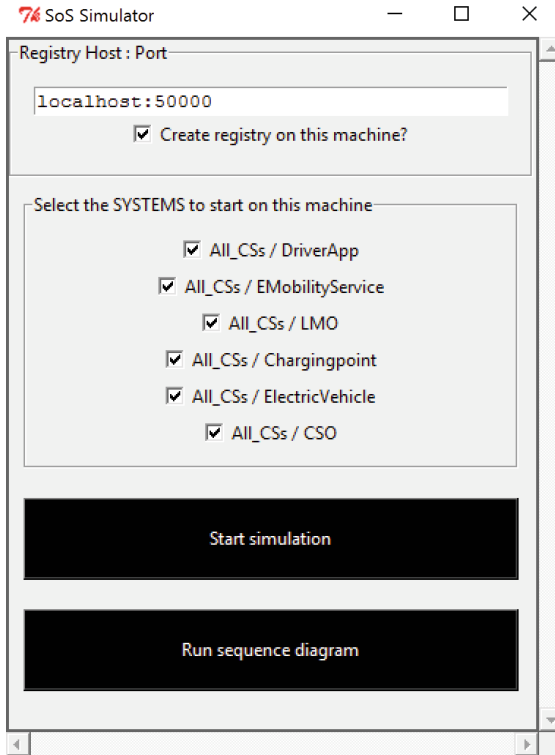 SoS Simulator
Registry Host : Port
localhost:50000
Create registry on this machine?
Select the SYSTEMS to start on this machine
All_CSs / DriverApp
All_CSs / EMobilityService
All_CSs / LMO
All_CSs / Chargingpoint
All_CSs / ElectricVehicle
All_CSs / CSO
Start simulation
Run sequence diagram